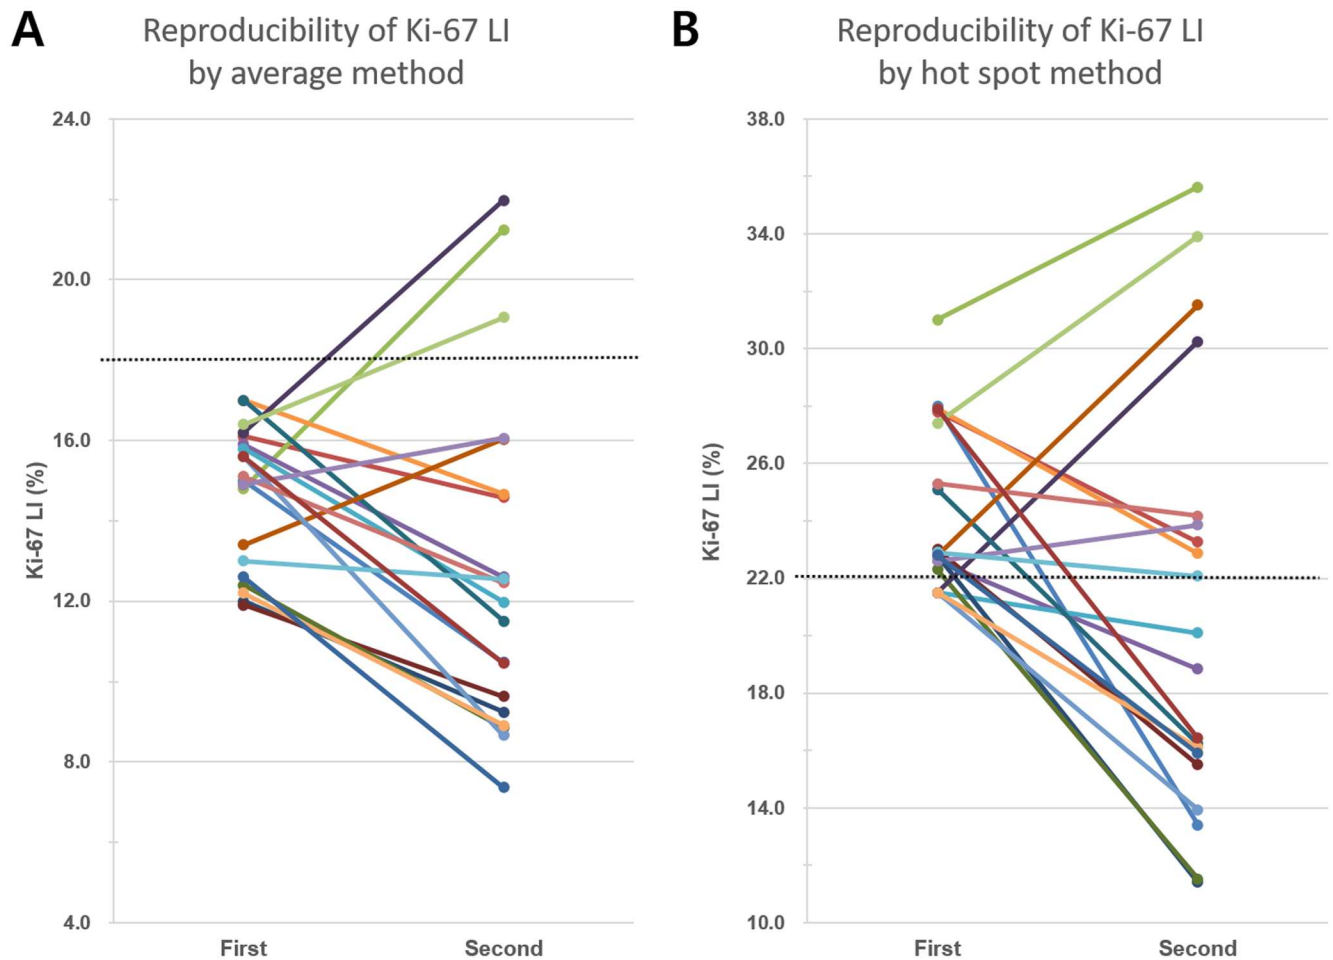 A
Reproducibility of Ki-67 LI
by average method
24.0
20.0
16.0
12.0
8.0
4.0
Ki-67 LI (%)
First
Second
B
Reproducibility of Ki-67 LI
by hot spot method
38.0
34.0
30.0
26.0
22.0
18.0
14.0
10.0
Ki-67 LI (%)
First
Second